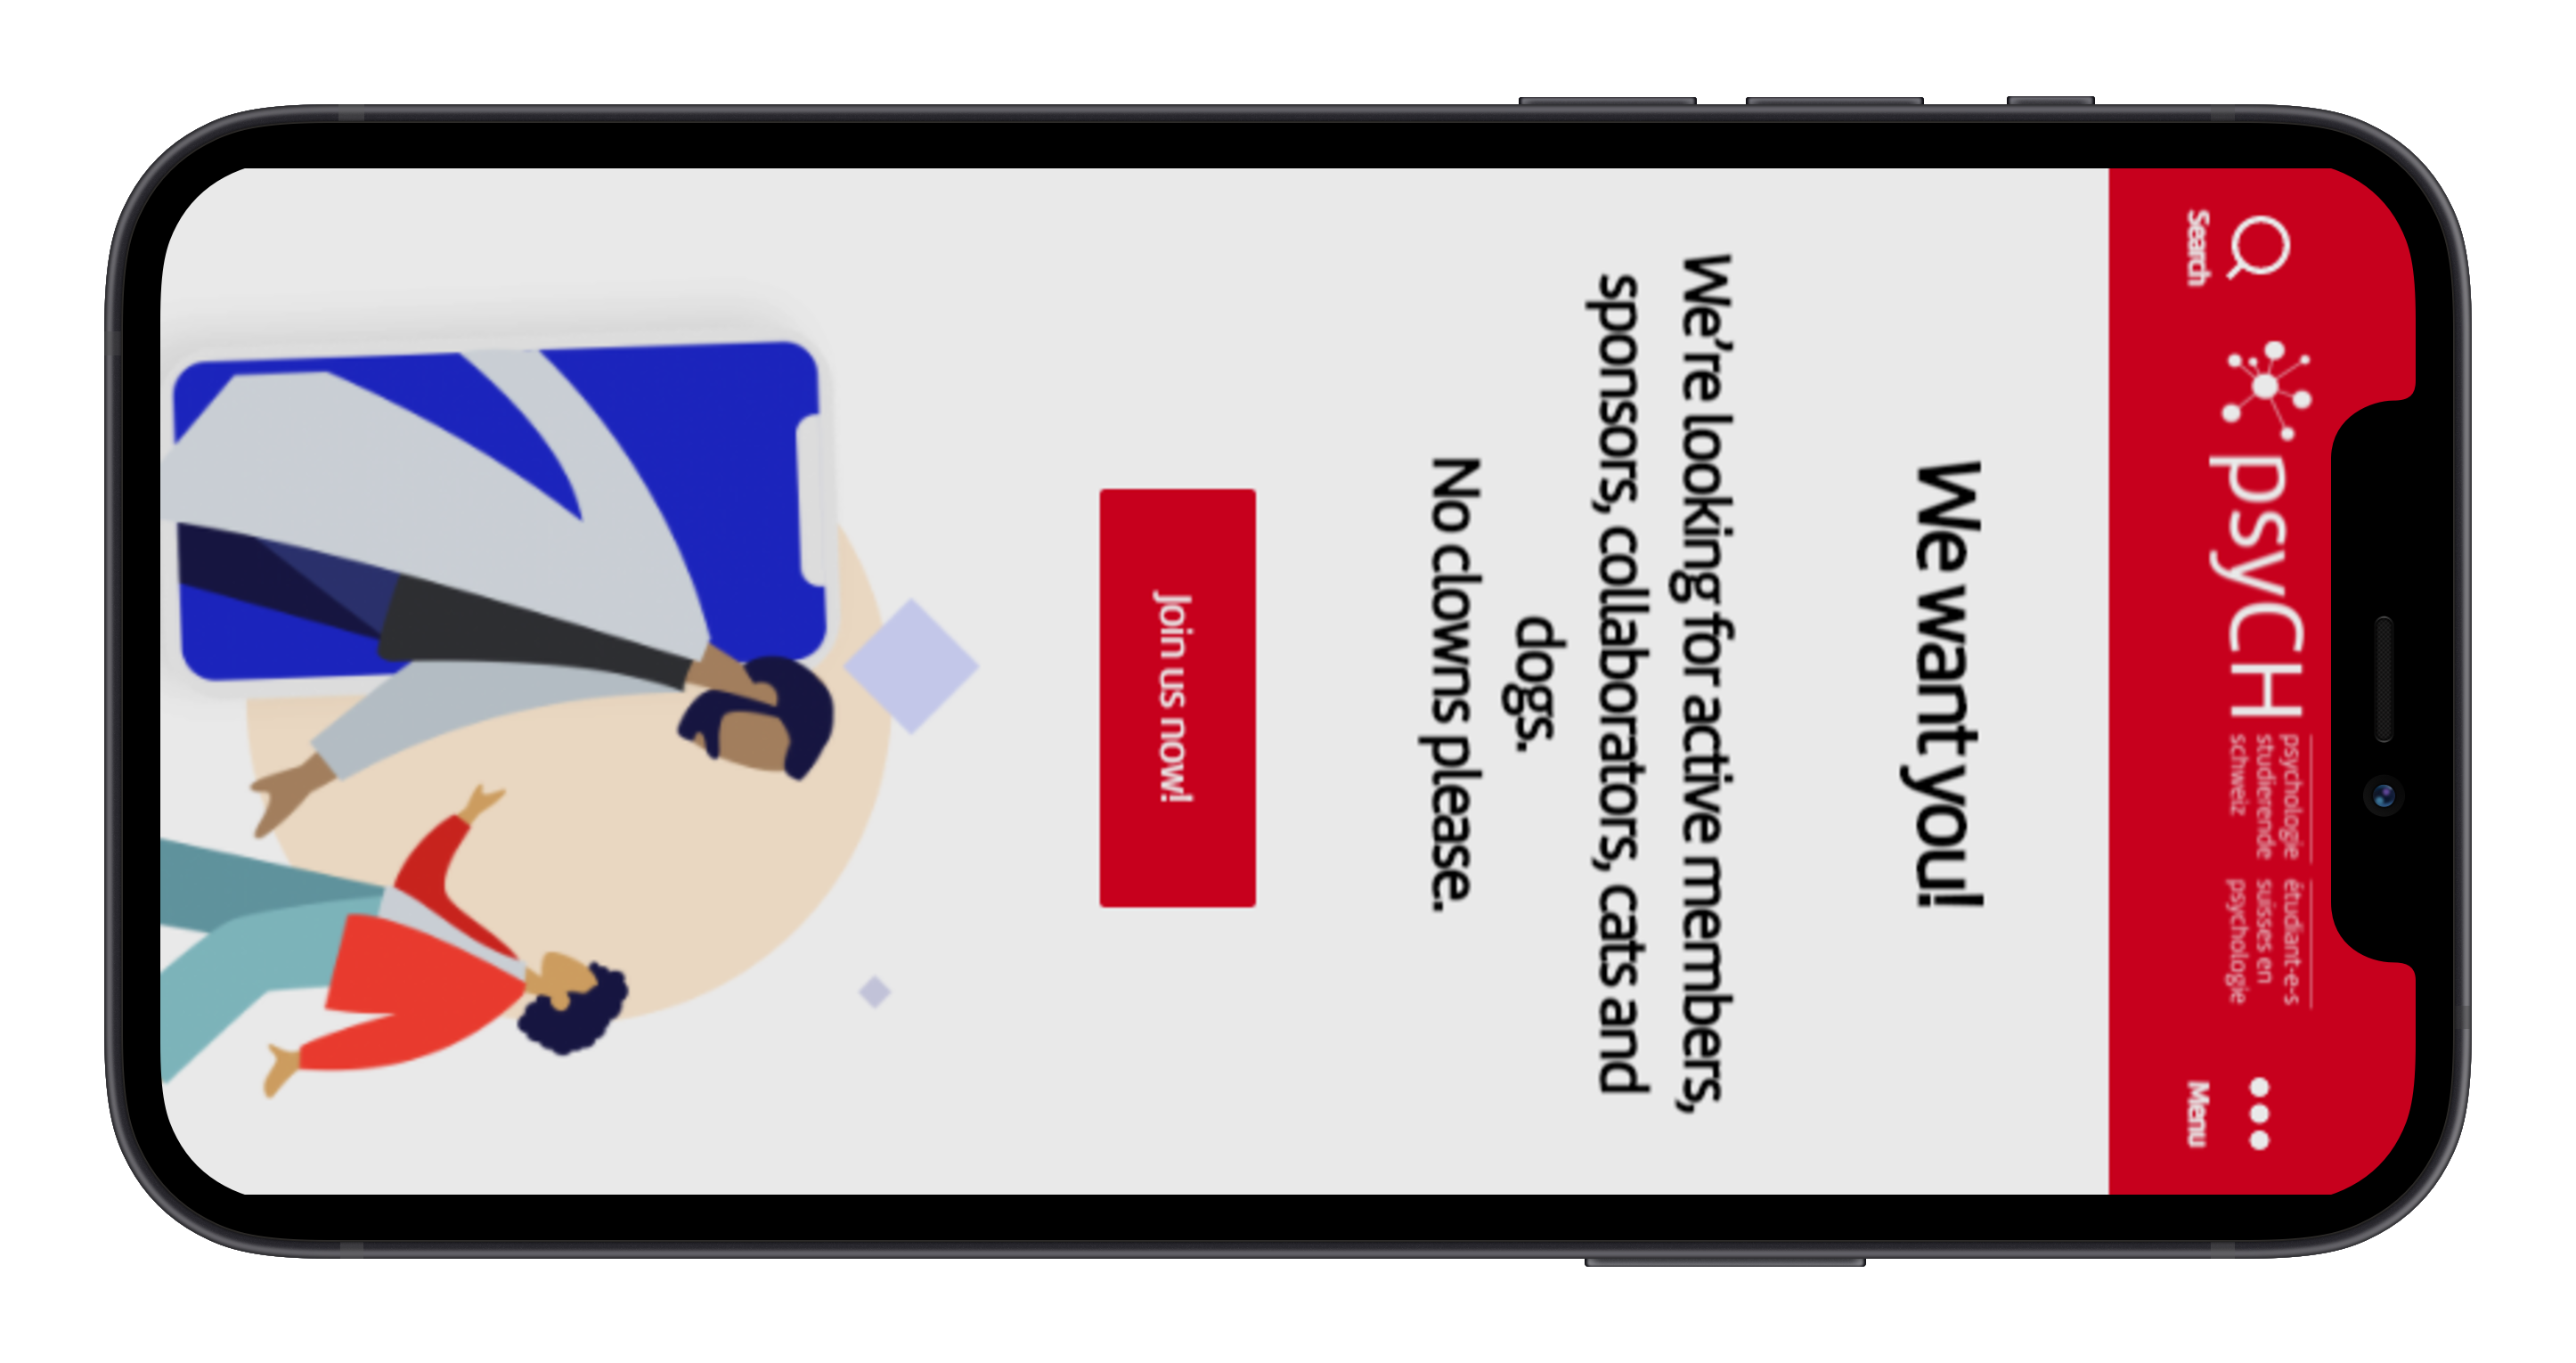 Search
psyCH
psychologie
studierende
schweiz
étudiant-e-s
suisses en
psychologie
Menu
We want you!
We're looking for active members,
sponsors, collaborators, cats and
dogs.
No clowns please.
Join us now!